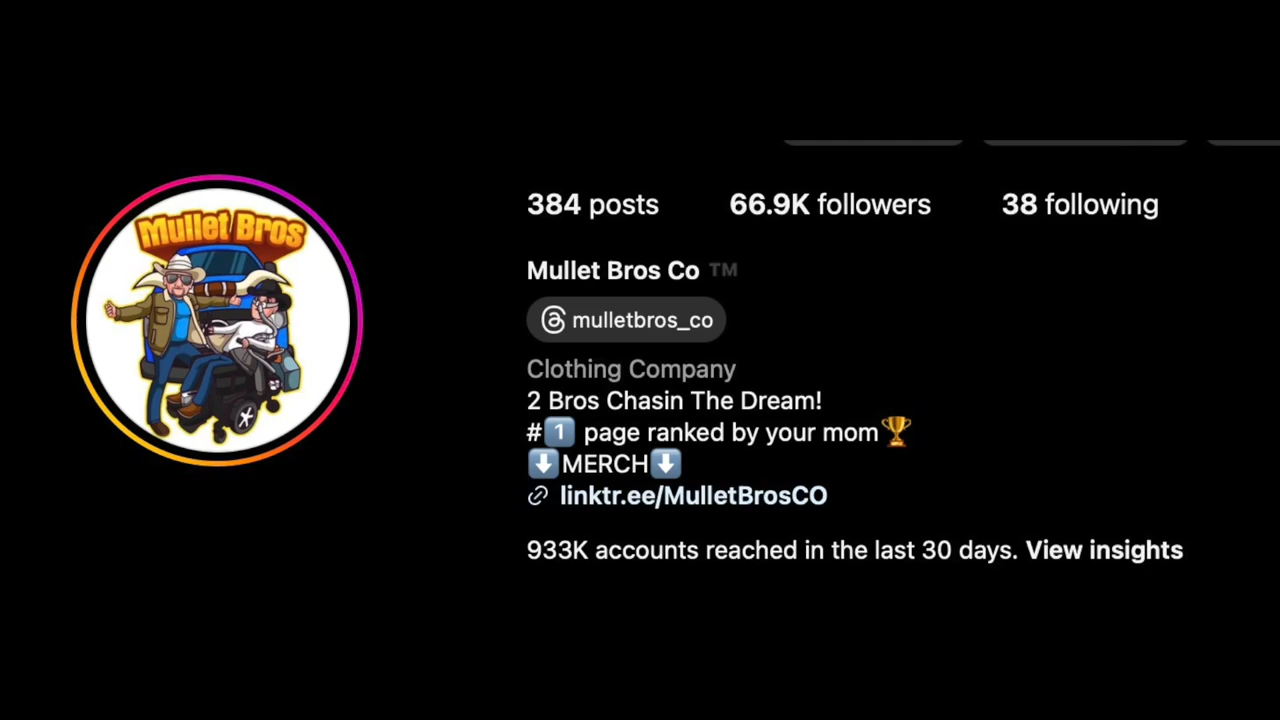 Mullet Bros
384 posts 66.9K followers 38 following
Mullet Bros Co ™️
mulletbros_co
Clothing Company
2 Bros Chasin The Dream!
#1️⃣ page ranked by your mom🏆
⬇️MERCH⬇️
linktr.ee/MulletBrosCO
933K accounts reached in the last 30 days. View insights